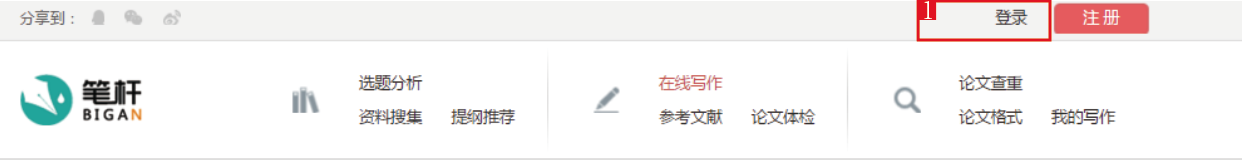 分享到： 1 登录 注册
选题分析 在线写作 论文查重
笔杆
BIGAN
资料搜集 提纲推荐 参考文献 论文体检 论文格式 我的写作